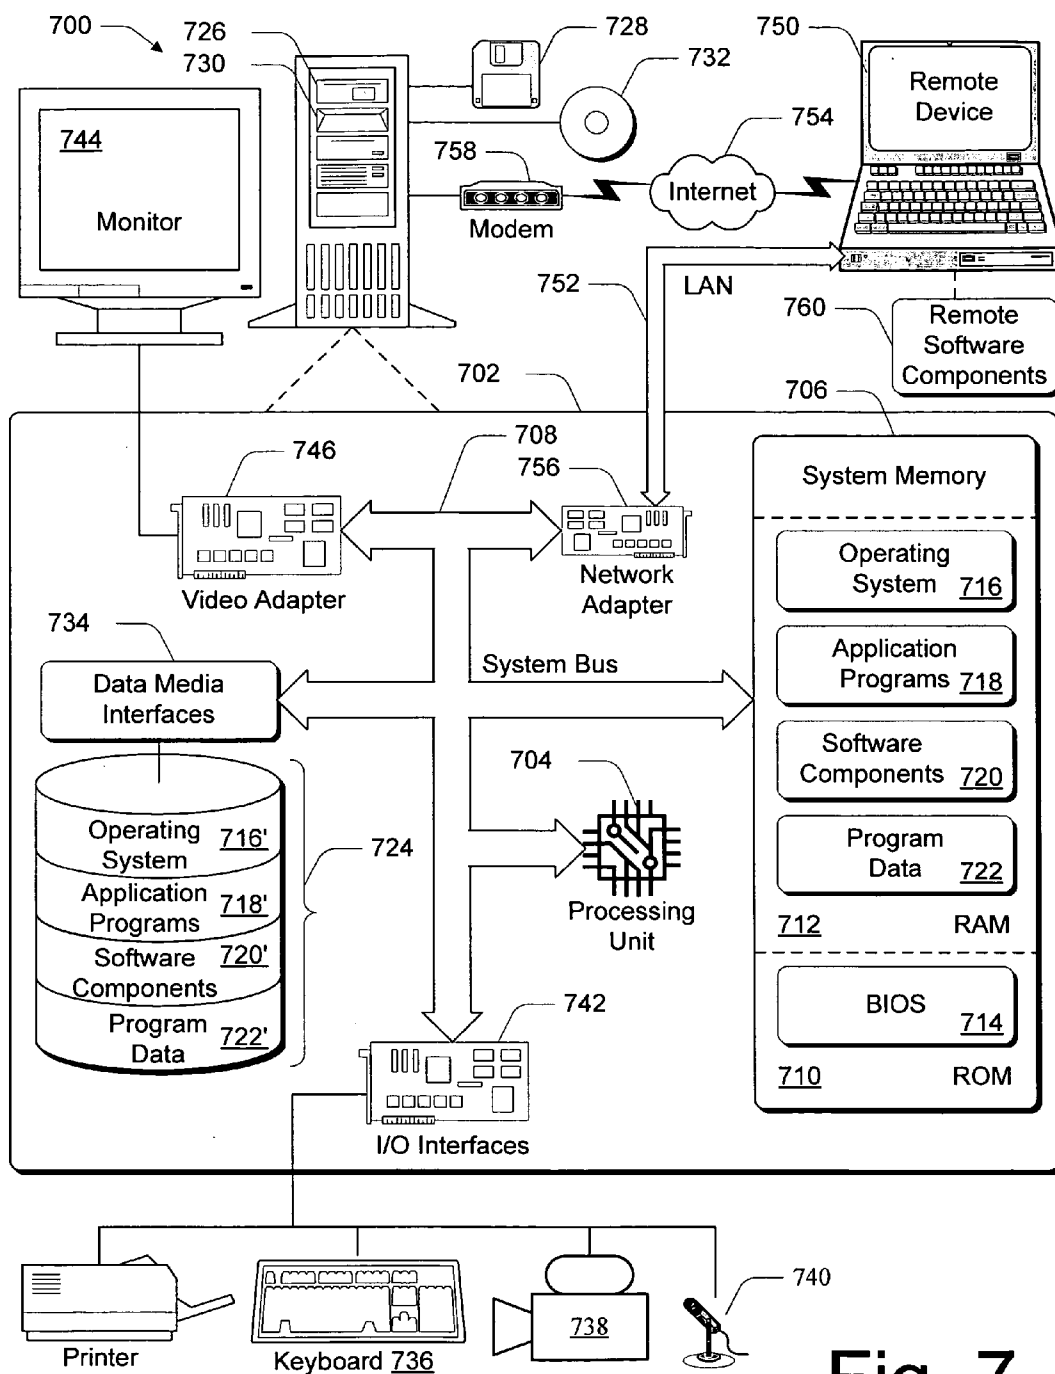 700
726
730
728
732
750
Remote
Device
744
Monitor
758
Modem
754
Internet
752
LAN
760
Remote
Software
Components
702
706
746
708
756
Video Adapter
Network
Adapter
System Memory
Operating
System 716
Application
Programs 718
Software
Components 720
Program
Data 722
712 RAM
BIOS 714
710 ROM
734
Data Media
Interfaces
System Bus
704
Processing
Unit
Operating
System 716'
Application
Programs 718'
Software
Components 720'
Program
Data 722'
724
742
I/O Interfaces
Printer
Keyboard 736
738
740
Fig. 7